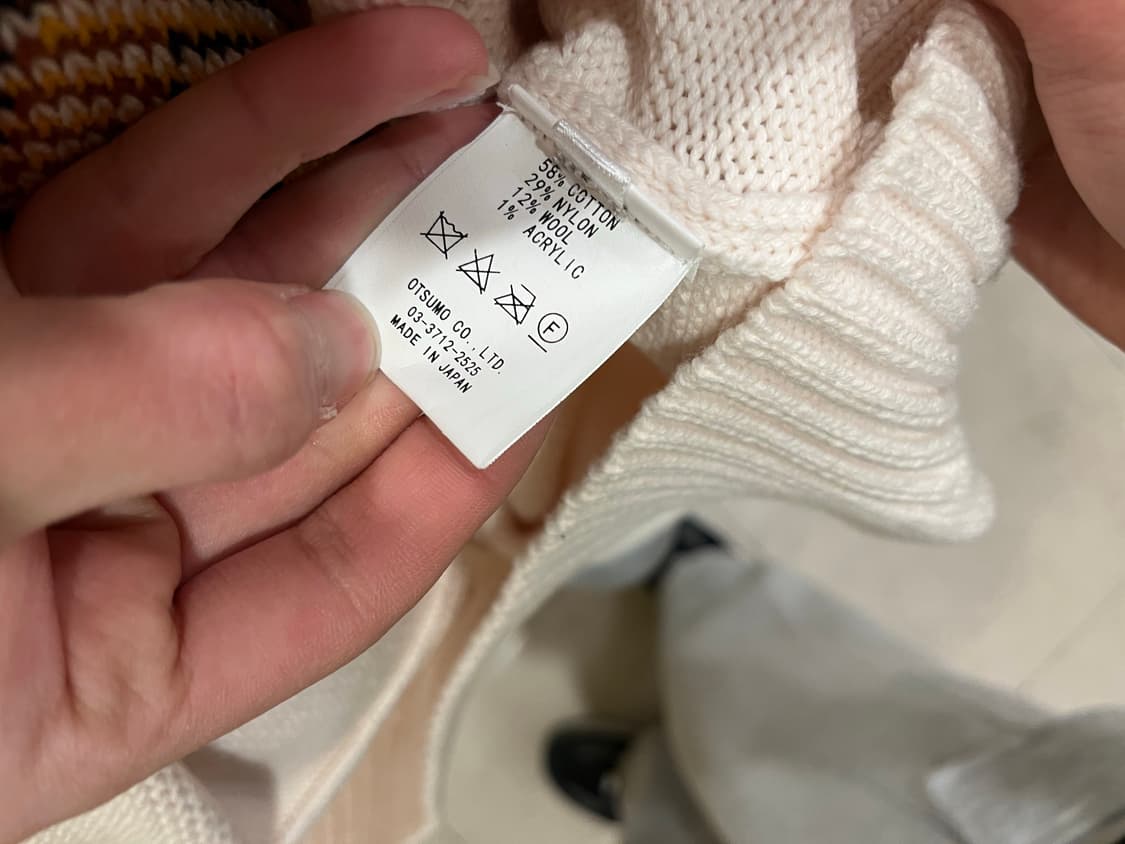 58% COTTON
29% NYLON
12% WOOL
1% ACRYLIC
F
OTSUMO CO.,LTD.
03-3712-2525
MADE IN JAPAN